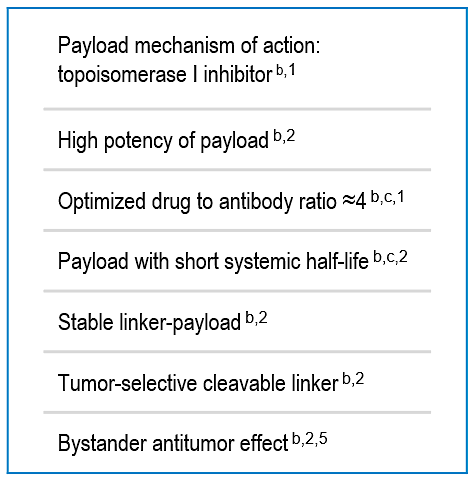 Payload mechanism of action:
topoisomerase I inhibitor b,1
High potency of payload b,2
Optimized drug to antibody ratio ≈4 b,c,1
Payload with short systemic half-life b,c,2
Stable linker-payload b,2
Tumor-selective cleavable linker b,2
Bystander antitumor effect b,2,5